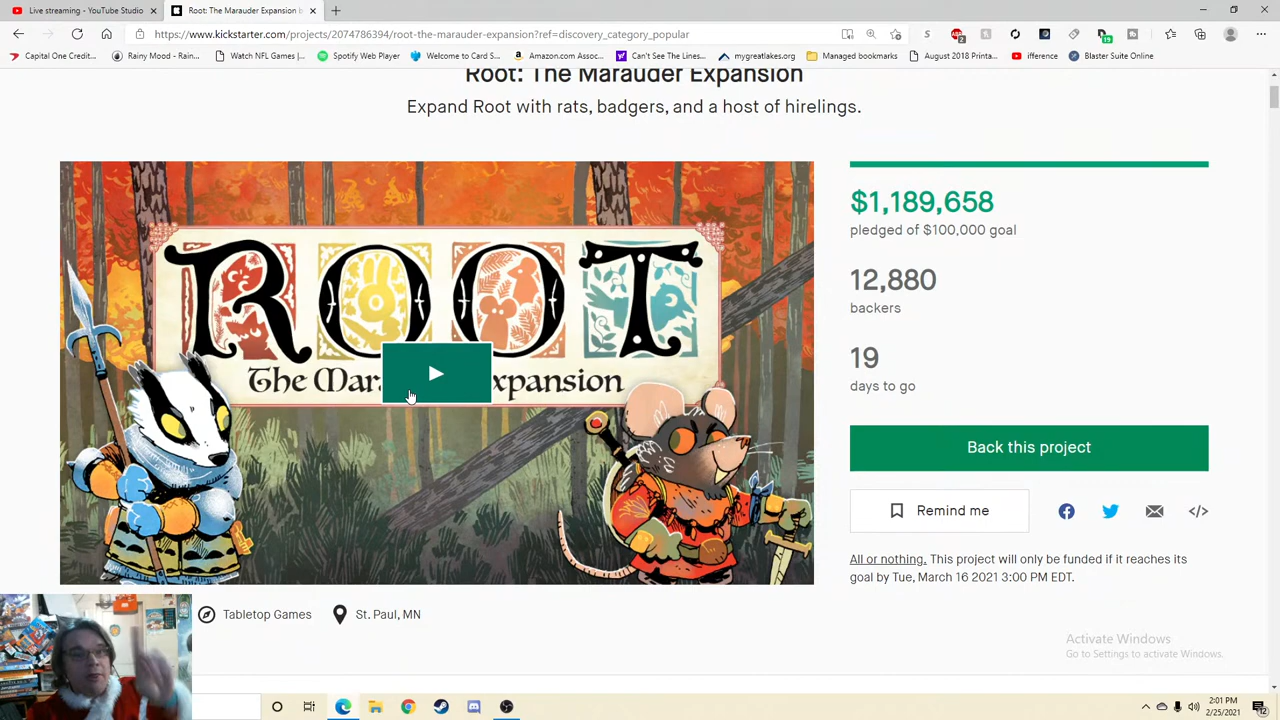 Live streaming - YouTube Studio
Root: The Marauder Expansion b
https://www.kickstarter.com/projects/2074786394/root-the-marauder-expansion?ref=discovery_category_popular
Capital One Credit...
Rainy Mood - Rain...
Watch NHL Games |...
Spotify Web Player
Welcome to Card S...
Amazon.com Assoc...
Can't See The Lines...
mygreatlakes.org
Managed bookmarks
August 2018 Printa...
ifference
Blaster Suite Online
Root: The Marauder Expansion
Expand Root with rats, badgers, and a host of hirelings.
ROOT
The Mar xpansion
$1,189,658
pledged of $100,000 goal
12,880
backers
19
days to go
Back this project
Remind me
All or nothing. This project will only be funded if it reaches its
goal by Tue, March 16 2021 3:00 PM EDT.
Tabletop Games
St. Paul, MN
Activate Windows
Go to Settings to activate Windows.
2:01 PM
2/25/2021